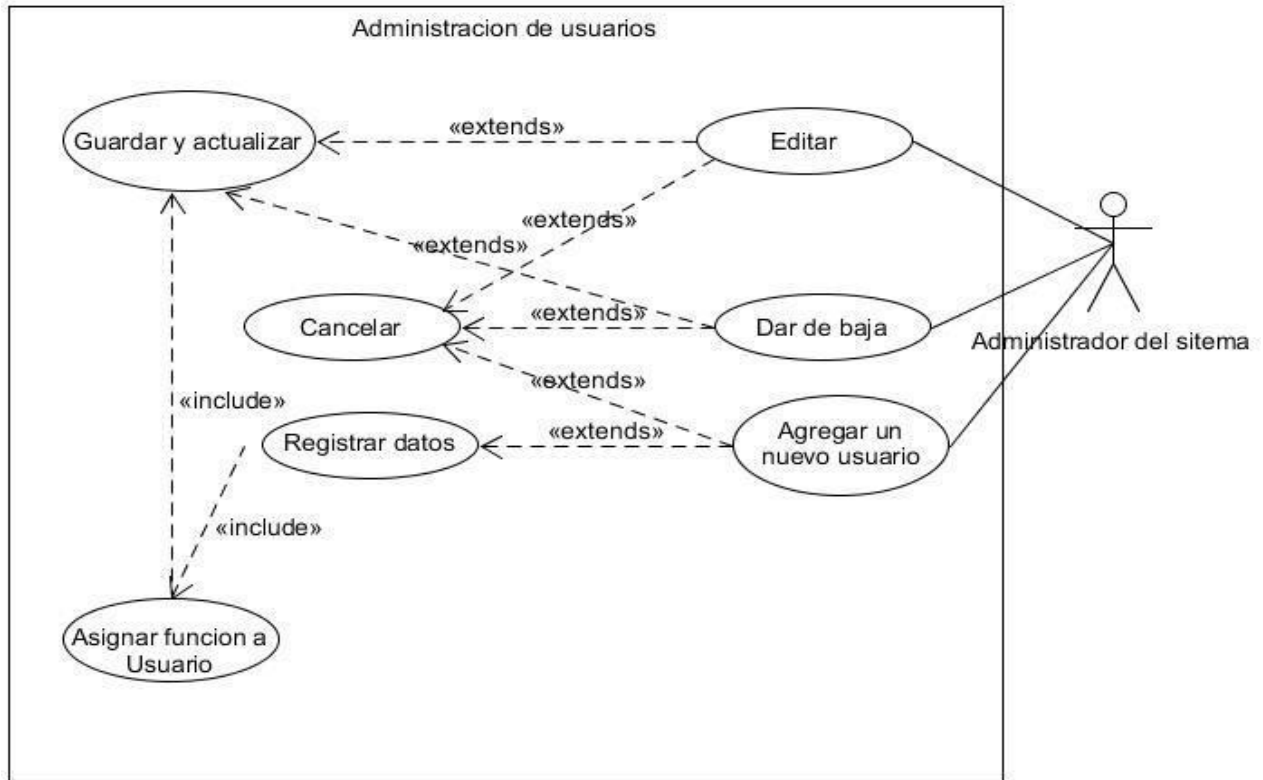 Administracion de usuarios
Guardar y actualizar
«extends»
Editar
«extends»
«extends»
Cancelar
«extends»
Dar de baja
Administrador del sitema
«extends»
«include»
Registrar datos
«extends»
Agregar un
nuevo usuario
«include»
Asignar funcion a
Usuario